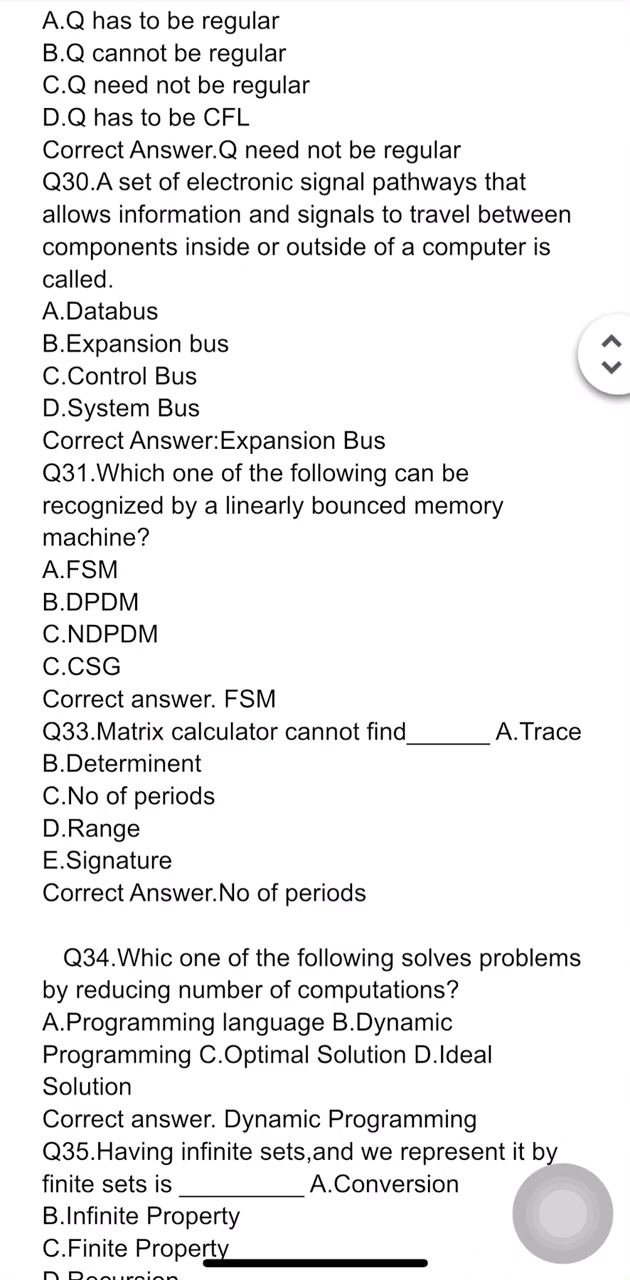 A.Q has to be regular
B.Q cannot be regular
C.Q need not be regular
D.Q has to be CFL
Correct Answer.Q need not be regular
Q30.A set of electronic signal pathways that
allows information and signals to travel between
components inside or outside of a computer is
called.
A.Databus
B.Expansion bus
C.Control Bus
D.System Bus
Correct Answer:Expansion Bus
Q31.Which one of the following can be
recognized by a linearly bounced memory
machine?
A.FSM
B.DPDM
C.NDPDM
C.CSG
Correct answer. FSM
Q33.Matrix calculator cannot find______ A.Trace
B.Determinent
C.No of periods
D.Range
E.Signature
Correct Answer.No of periods
Q34.Whic one of the following solves problems
by reducing number of computations?
A.Programming language B.Dynamic
Programming C.Optimal Solution D.Ideal
Solution
Correct answer. Dynamic Programming
Q35.Having infinite sets,and we represent it by
finite sets is _________ A.Conversion
B.Infinite Property
C.Finite Property
D.Recursion